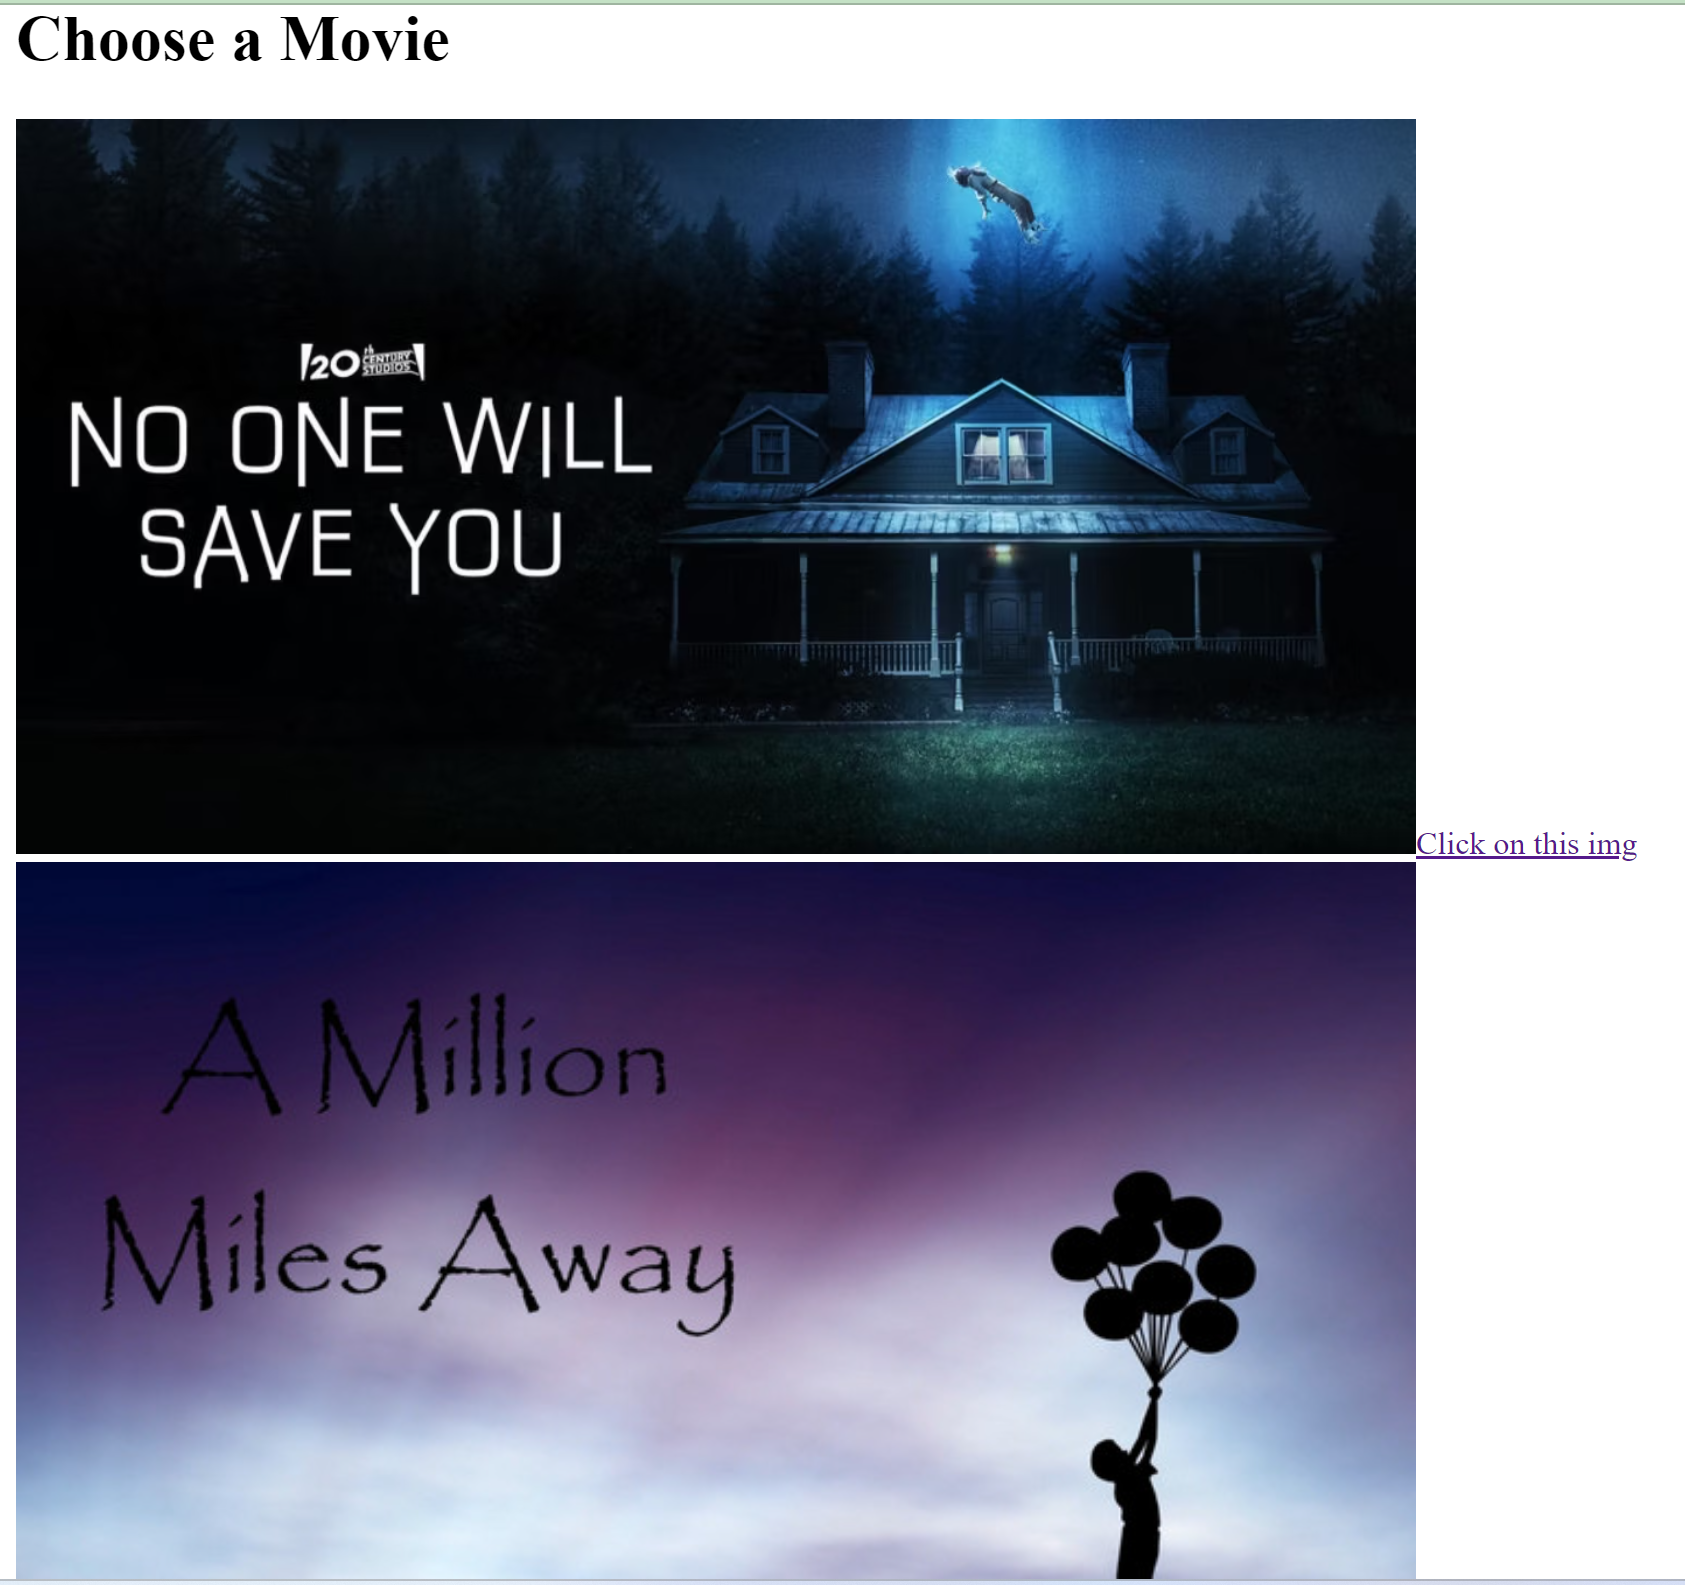 Choose a Movie
20th CENTURY STUDIOS
NO ONE WILL
SAVE YOU
Click on this img
A Million
Miles Away